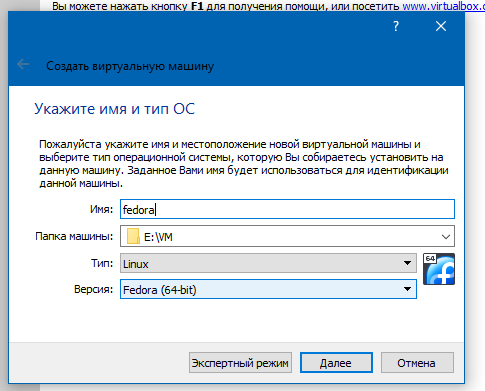 Вы можете нажать кнопку F1 для получения помощи, или посетить www.virtualbox.
?
Создать виртуальную машину
Укажите имя и тип ОС
Пожалуйста укажите имя и местоположение новой виртуальной машины и
выберите тип операционной системы, которую Вы собираетесь установить на
данную машину. Заданное Вами имя будет использоваться для идентификации
данной машины.
Имя: fedora
Папка машины: E:\VM
Тип: Linux
64
Версия: Fedora (64-bit)
Экспертный режим Далее Отмена